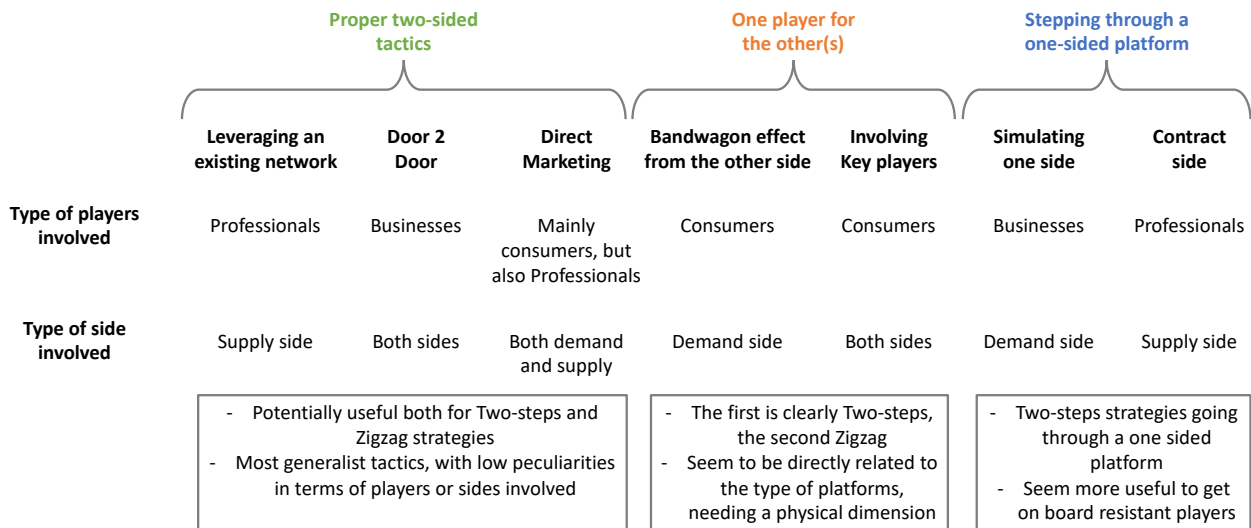 Proper two-sided
tactics
One player for
the other(s)
Stepping through a
one-sided platform
Leveraging an
existing network
Door 2
Door
Direct
Marketing
Bandwagon effect
from the other side
Involving
Key players
Simulating
one side
Contract
side
Type of players
involved
Professionals
Businesses
Mainly
consumers, but
also Professionals
Consumers
Consumers
Businesses
Professionals
Type of side
involved
Supply side
Both sides
Both demand
and supply
Demand side
Both sides
Demand side
Supply side
- Potentially useful both for Two-steps and
Zigzag strategies
- Most generalist tactics, with low peculiarities
in terms of players or sides involved
- The first is clearly Two-steps,
the second Zigzag
- Seem to be directly related to
the type of platforms,
needing a physical dimension
- Two-steps strategies going
through a one sided
platform
- Seem more useful to get
on board resistant players